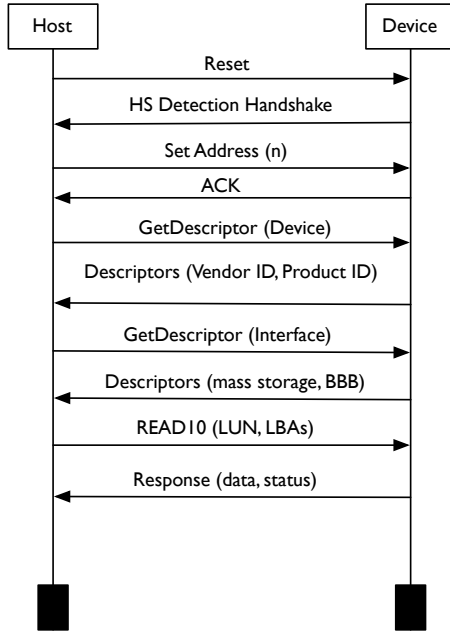 Host
Device
Reset
HS Detection Handshake
Set Address (n)
ACK
GetDescriptor (Device)
Descriptors (Vendor ID, Product ID)
GetDescriptor (Interface)
Descriptors (mass storage, BBB)
READ10 (LUN, LBAs)
Response (data, status)